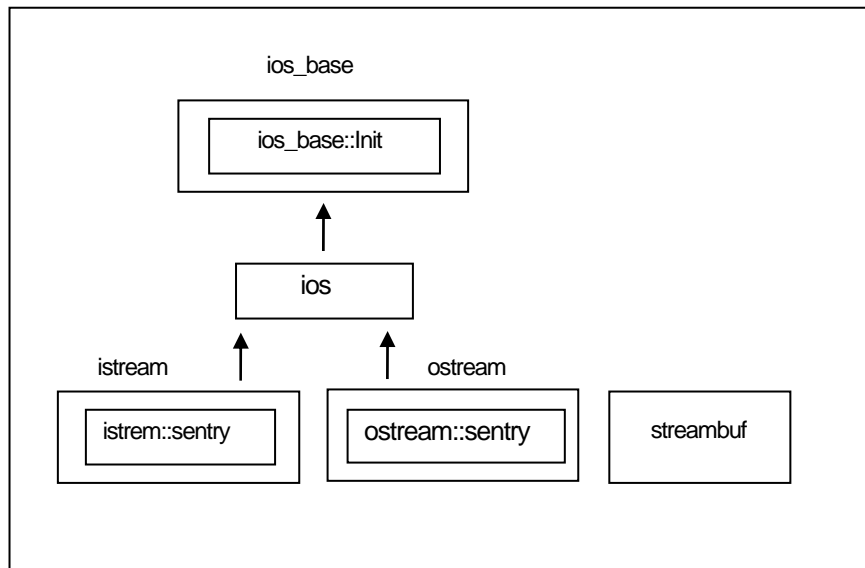 ios_base
ios_base::Init
ios
istream
ostream
istrem::sentry
ostream::sentry
streambuf